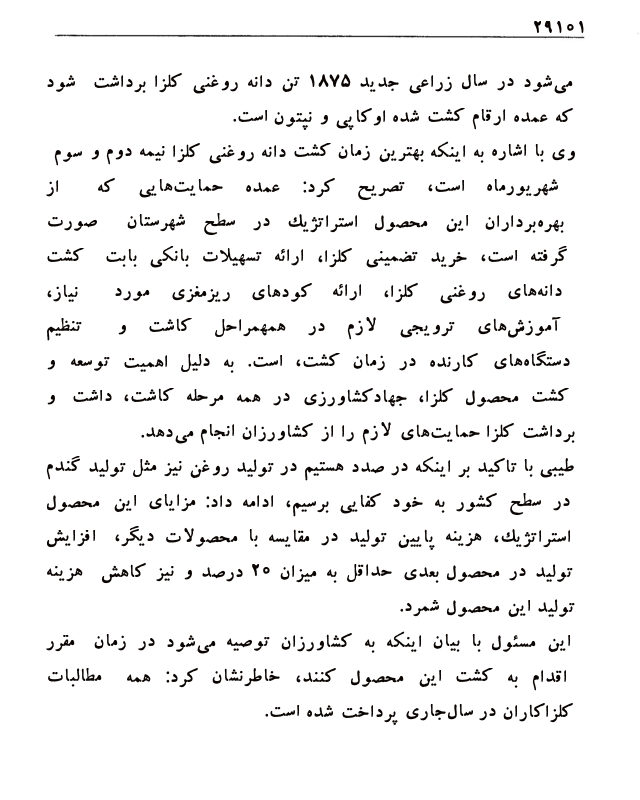 ۲۹۱۵۱
می‌شود در سال زراعی جدید ۱۸۷۵ تن دانه روغنی کلزا برداشت شود
که عمده ارقام کشت شده اوکاپی و نپتون است.
وی با اشاره به اینکه بهترین زمان کشت دانه روغنی کلزا نیمه دوم و سوم
شهریورماه است، تصریح کرد: عمده حمایت‌هایی که از
بهره‌برداران این محصول استراتژیك در سطح شهرستان صورت
گرفته است، خرید تضمینی کلزا، ارائه تسهیلات بانکی بابت کشت
دانه‌های روغنی کلزا، ارائه کودهای ریزمغزی مورد نیاز،
آموزش‌های ترویجی لازم در همهمراحل کاشت و تنظیم
دستگاه‌های کارنده در زمان کشت، است. به دلیل اهمیت توسعه و
کشت محصول کلزا، جهادکشاورزی در همه مرحله کاشت، داشت و
برداشت کلزا حمایت‌های لازم را از کشاورزان انجام می‌دهد.
طیبی با تاکید بر اینکه در صدد هستیم در تولید روغن نیز مثل تولید گندم
در سطح کشور به خود کفایی برسیم، ادامه داد: مزایای این محصول
استراتژیك، هزینه پایین تولید در مقایسه با محصولات دیگر، افزایش
تولید در محصول بعدی حداقل به میزان ۲۵ درصد و نیز کاهش هزینه
تولید این محصول شمرد.
این مسئول با بیان اینکه به کشاورزان توصیه می‌شود در زمان مقرر
اقدام به کشت این محصول کنند، خاطرنشان کرد: همه مطالبات
کلزاکاران در سال‌جاری پرداخت شده است.